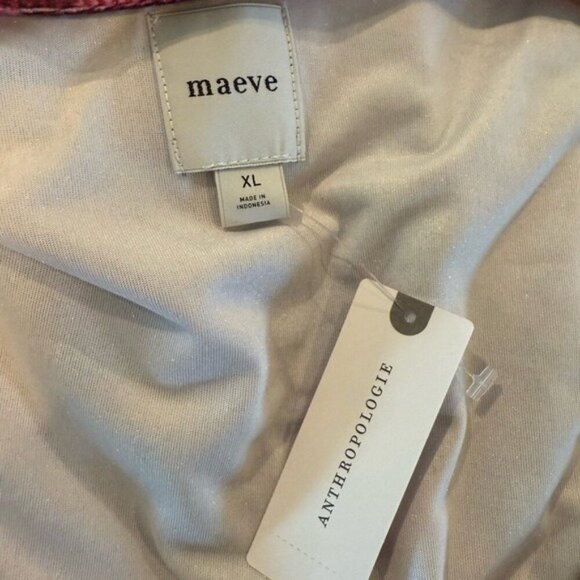 maeve
XL
MADE IN
INDONESIA
ANTHROPOLOGIE